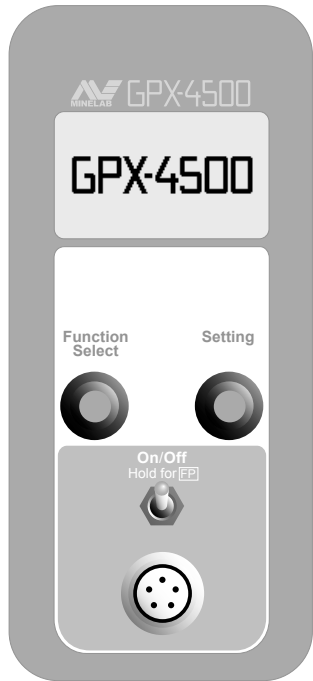 MINELAB GPX-4500
GPX-4500
Function
Select
Setting
On/Off
Hold for FP